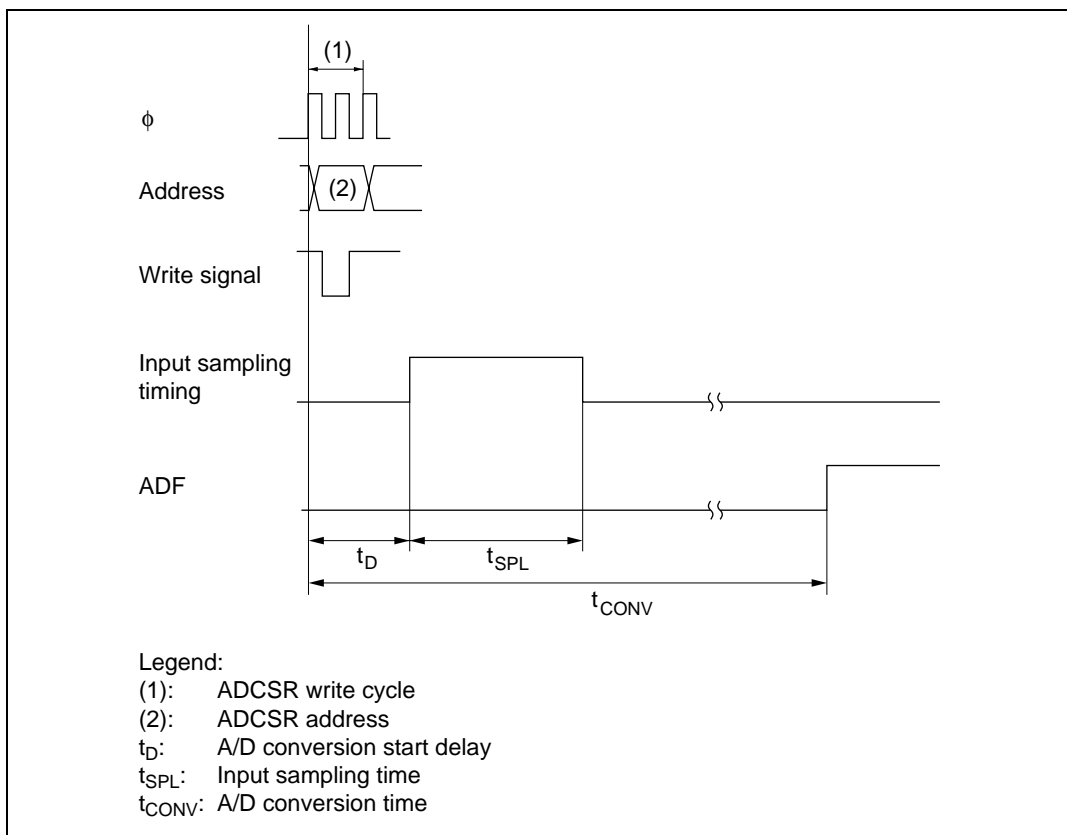 (1)
ϕ
Address
(2)
Write signal
Input sampling
timing
ADF
tD
tSPL
tCONV
Legend:
(1): ADCSR write cycle
(2): ADCSR address
tD: A/D conversion start delay
tSPL: Input sampling time
tCONV: A/D conversion time